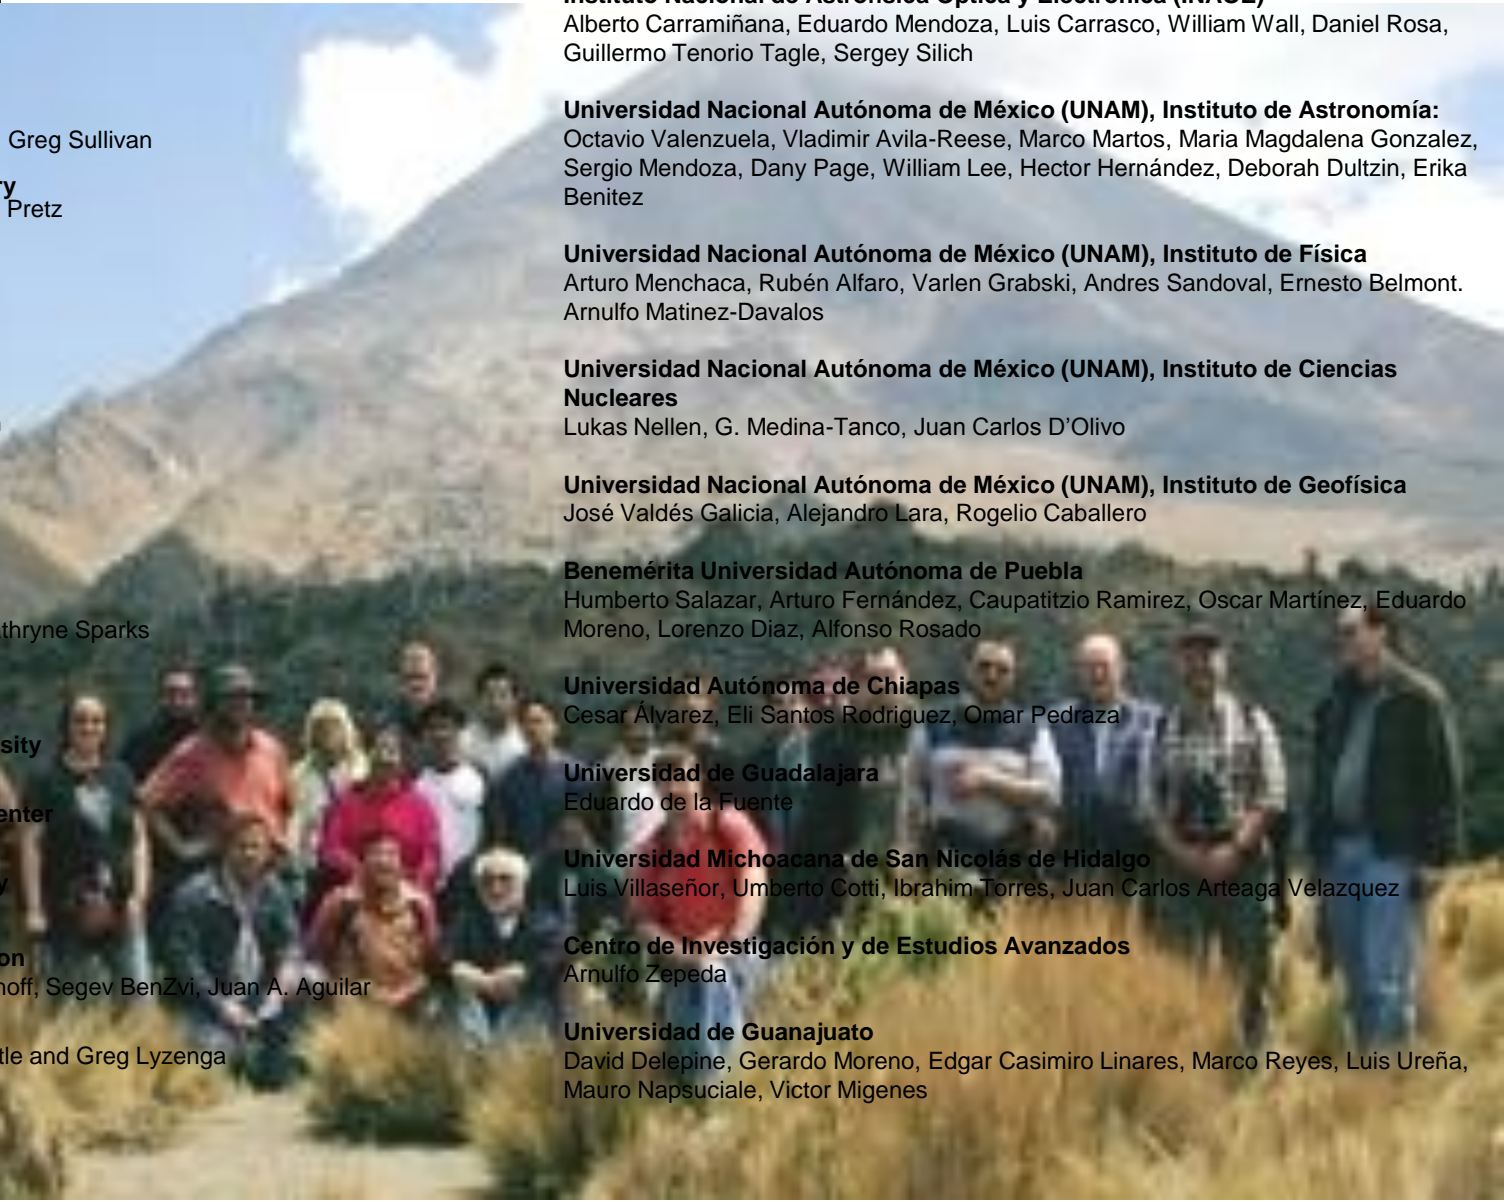 Greg Sullivan
Pretz
thryne Sparks
hoff, Segev BenZvi, Juan A. Aguilar
tle and Greg Lyzenga
Alberto Carramiñana, Eduardo Mendoza, Luis Carrasco, William Wall, Daniel Rosa,
Guillermo Tenorio Tagle, Sergey Silich
Universidad Nacional Autónoma de México (UNAM), Instituto de Astronomía:
Octavio Valenzuela, Vladimir Avila-Reese, Marco Martos, Maria Magdalena Gonzalez,
Sergio Mendoza, Dany Page, William Lee, Hector Hernández, Deborah Dultzin, Erika
Benitez
Universidad Nacional Autónoma de México (UNAM), Instituto de Física
Arturo Menchaca, Rubén Alfaro, Varlen Grabski, Andres Sandoval, Ernesto Belmont.
Arnulfo Matinez-Davalos
Universidad Nacional Autónoma de México (UNAM), Instituto de Ciencias
Nucleares
Lukas Nellen, G. Medina-Tanco, Juan Carlos D’Olivo
Universidad Nacional Autónoma de México (UNAM), Instituto de Geofísica
José Valdés Galicia, Alejandro Lara, Rogelio Caballero
Benemérita Universidad Autónoma de Puebla
Humberto Salazar, Arturo Fernández, Caupatitzio Ramirez, Oscar Martínez, Eduardo
Moreno, Lorenzo Diaz, Alfonso Rosado
Universidad Autónoma de Chiapas
Cesar Álvarez, Eli Santos Rodriguez, Omar Pedraza
Universidad de Guadalajara
Eduardo de la Fuente
Universidad Michoacana de San Nicolás de Hidalgo
Luis Villaseñor, Umberto Cotti, Ibrahim Torres, Juan Carlos Arteaga Velazquez
Centro de Investigación y de Estudios Avanzados
Arnulfo Zepeda
Universidad de Guanajuato
David Delepine, Gerardo Moreno, Edgar Casimiro Linares, Marco Reyes, Luis Ureña,
Mauro Napsuciale, Victor Migenes